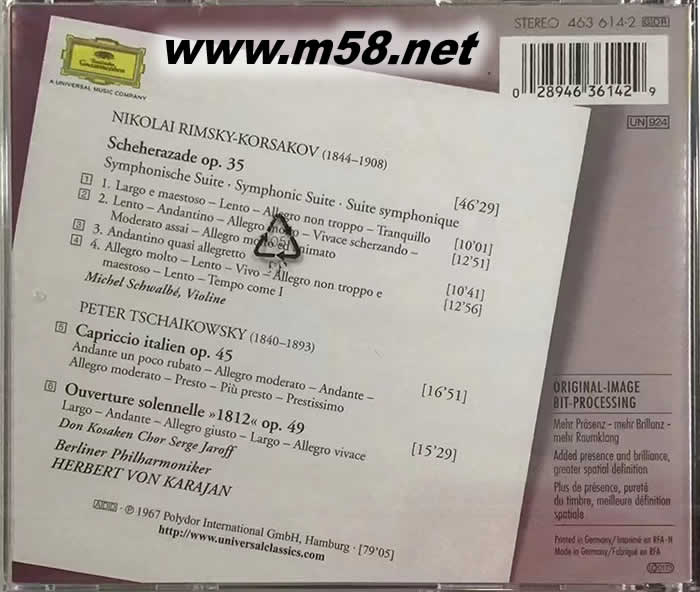 www.m58.net
STEREO 463 614-2 GOR
Deutsche
Grammophon
A UNIVERSAL MUSIC COMPANY
0 28946 36142 9
UN 924
NIKOLAI RIMSKY-KORSAKOV (1844–1908)
Scheherazade op. 35 [46'29]
Symphonische Suite · Symphonic Suite · Suite symphonique
1 1. Largo e maestoso – Lento – Allegro non troppo – Tranquillo [10'01]
2 2. Lento – Andantino – Allegro molto – Vivace scherzando –
Moderato assai – Allegro molto ed animato [12'51]
3 3. Andantino quasi allegretto [10'41]
4 4. Allegro molto – Lento – Vivo – Allegro non troppo e
maestoso – Lento – Tempo come I [12'56]
Michel Schwalbé, Violine
PETER TSCHAIKOWSKY (1840–1893)
5 Capriccio italien op. 45 [16'51]
Andante un poco rubato – Allegro moderato – Andante –
Allegro moderato – Presto – Più presto – Prestissimo
6 Ouverture solennelle »1812« op. 49 [15'29]
Largo – Andante – Allegro giusto – Largo – Allegro vivace
Don Kosaken Chor Serge Jaroff
Berliner Philharmoniker
HERBERT VON KARAJAN
ADD · ℗ 1967 Polydor International GmbH, Hamburg · [79'05]
http://www.universalclassics.com
ORIGINAL-IMAGE
BIT-PROCESSING
Mehr Präsenz – mehr Brillanz –
mehr Raumklang
Added presence and brilliance,
greater spatial definition
Plus de présence, pureté
du timbre, meilleure définition
spatiale
Printed in Germany/Imprimé en RFA-N
Made in Germany/Fabriqué en RFA
LC 0173